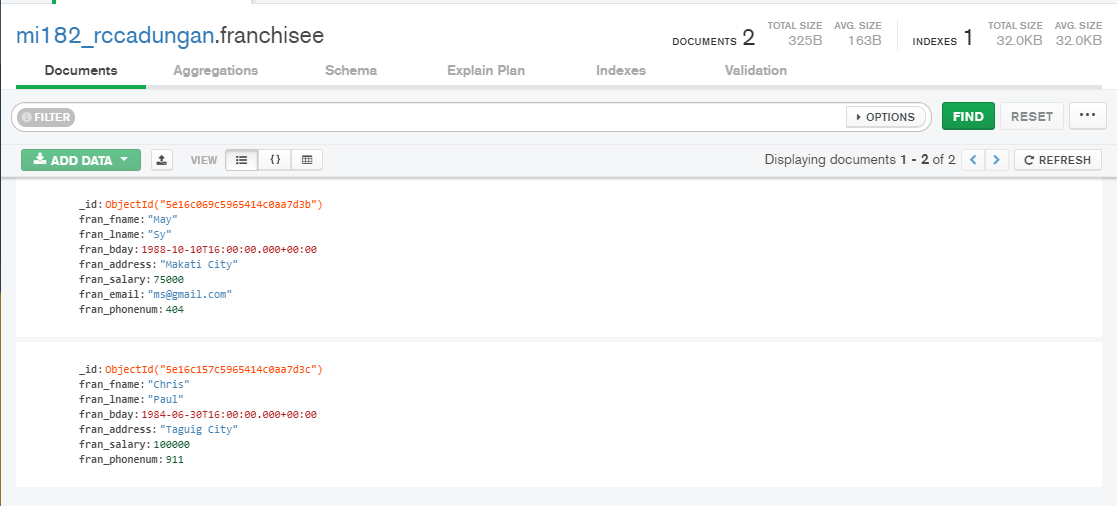 mi182_rccadungan.franchisee
DOCUMENTS 2 TOTAL SIZE 325B AVG. SIZE 163B INDEXES 1 TOTAL SIZE 32.0KB AVG. SIZE 32.0KB
Documents Aggregations Schema Explain Plan Indexes Validation
FILTER OPTIONS FIND RESET ...
ADD DATA VIEW {} Displaying documents 1 - 2 of 2 < > REFRESH
_id:ObjectId("5e16c069c5965414c0aa7d3b")
fran_fname:"May"
fran_lname:"Sy"
fran_bday:1988-10-10T16:00:00.000+00:00
fran_address:"Makati City"
fran_salary:75000
fran_email:"ms@gmail.com"
fran_phonenum:404
_id:ObjectId("5e16c157c5965414c0aa7d3c")
fran_fname:"Chris"
fran_lname:"Paul"
fran_bday:1984-06-30T16:00:00.000+00:00
fran_address:"Taguig City"
fran_salary:100000
fran_phonenum:911